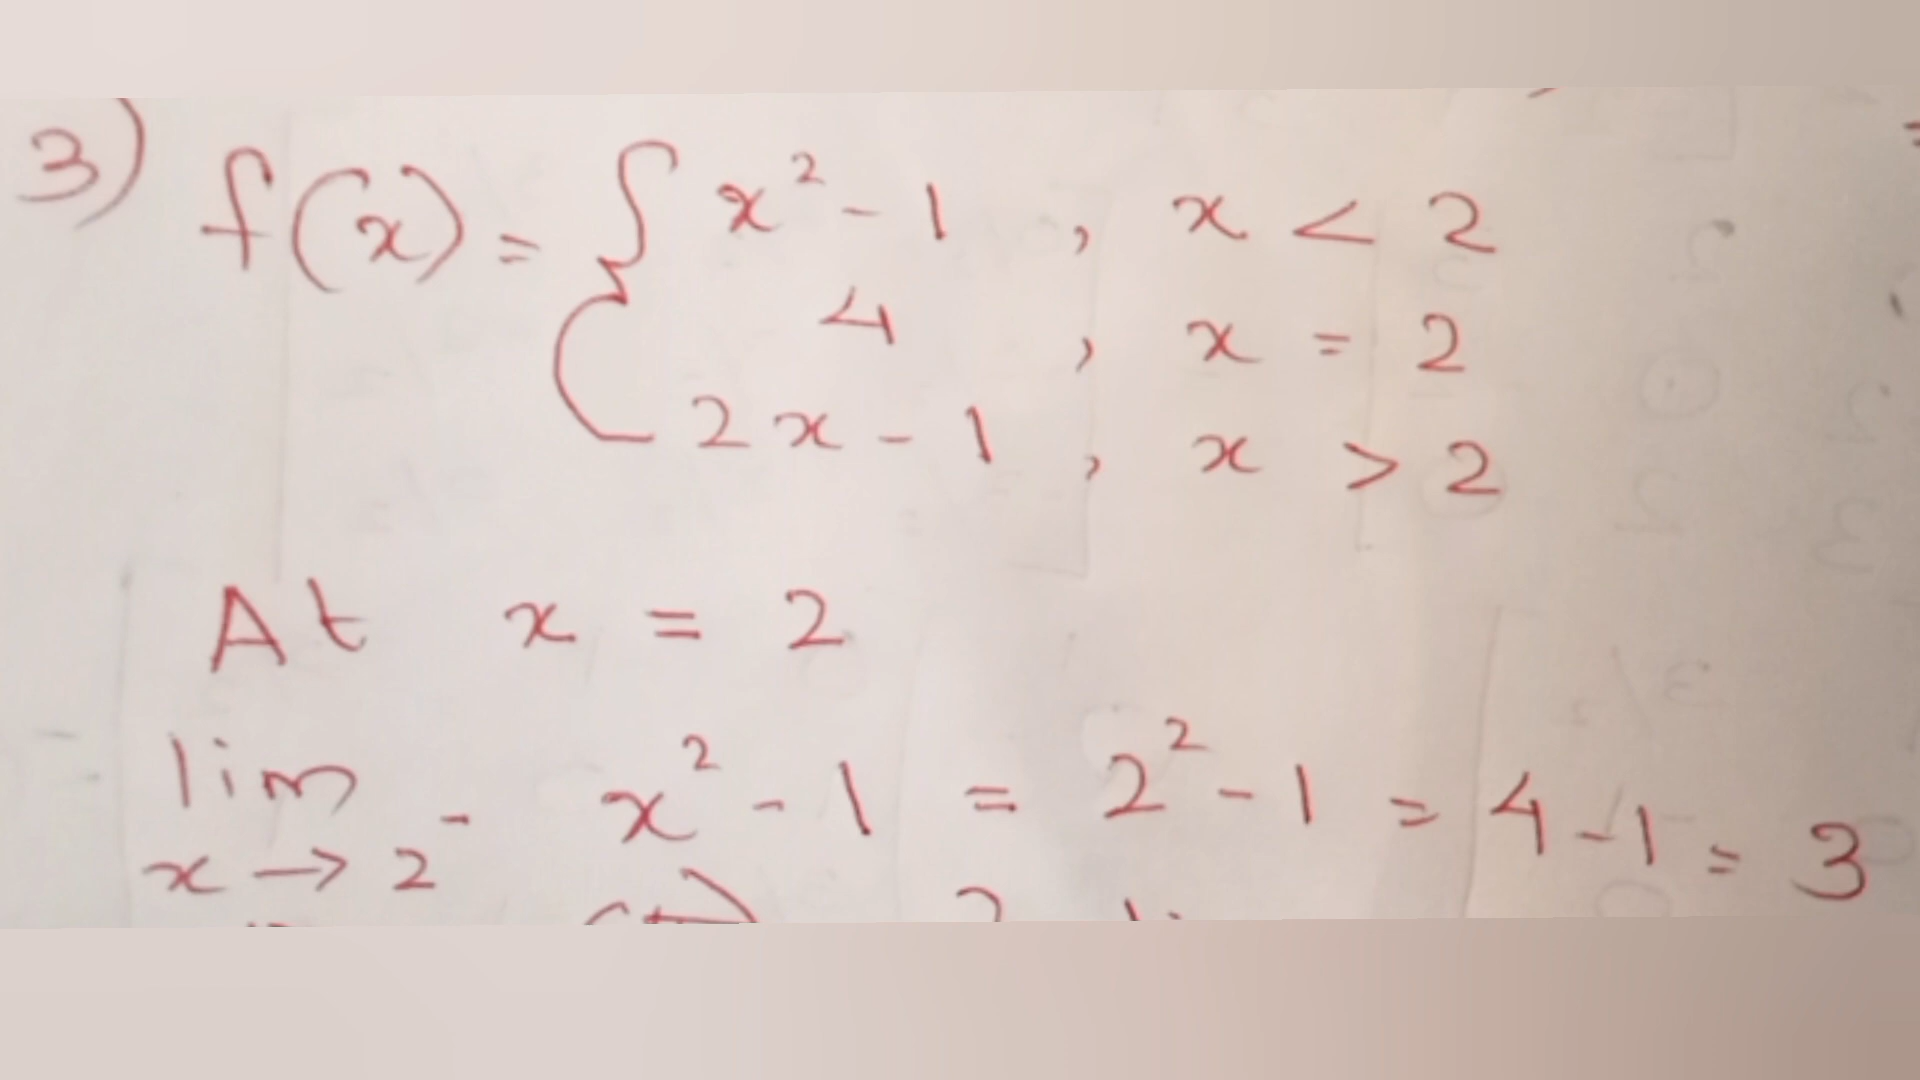 3) f(x) = { x² - 1 , x < 2
4 , x = 2
2x - 1 , x > 2
At x = 2
lim x → 2⁻ x² - 1 = 2² - 1 = 4 - 1 = 3